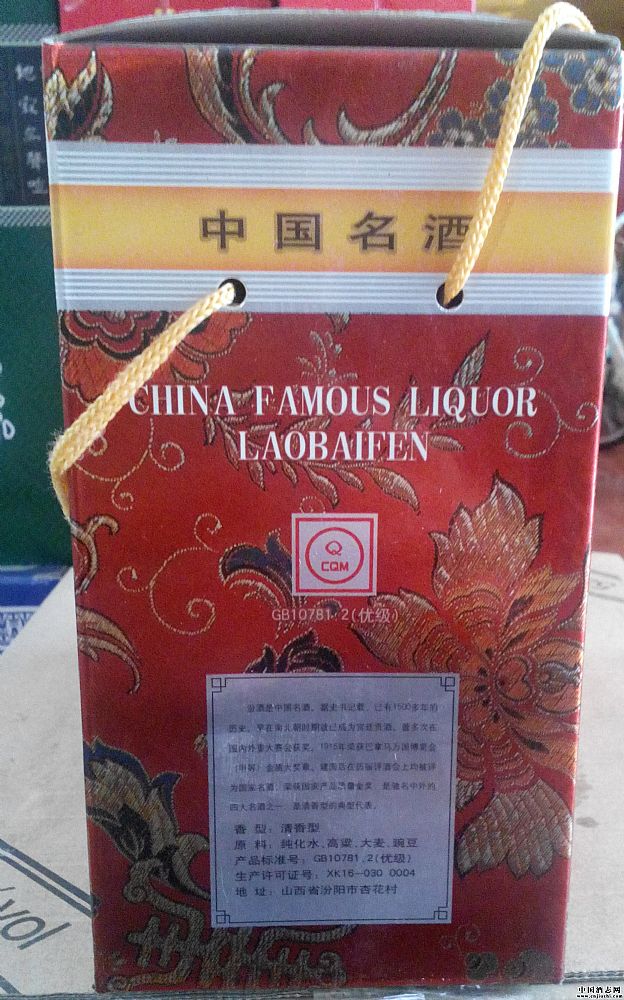 中国名酒
CHINA FAMOUS LIQUOR
LAOBAIFEN
Q
CQM
GB10781.2(优级)
汾酒是中国名酒。据史书记载，已有1500多年的
历史。早在南北朝时期就已成为宫廷贡酒。曾多次在
国内外重大赛会获奖。1915年荣获巴拿马万国博览会
金质大奖章。建国后在历届评酒会上均被评
为国家名酒，荣获国家产品质量金奖，是驰名中外的
四大名酒之一，是清香型的典型代表。
香 型：清香型
原 料：纯化水、高粱、大麦、豌豆
产品标准号：GB10781.2(优级)
生产许可证号：XK16-030 0004
地 址：山西省汾阳市杏花村
/vol
中国酒志网
www.cnjiuzhi.com